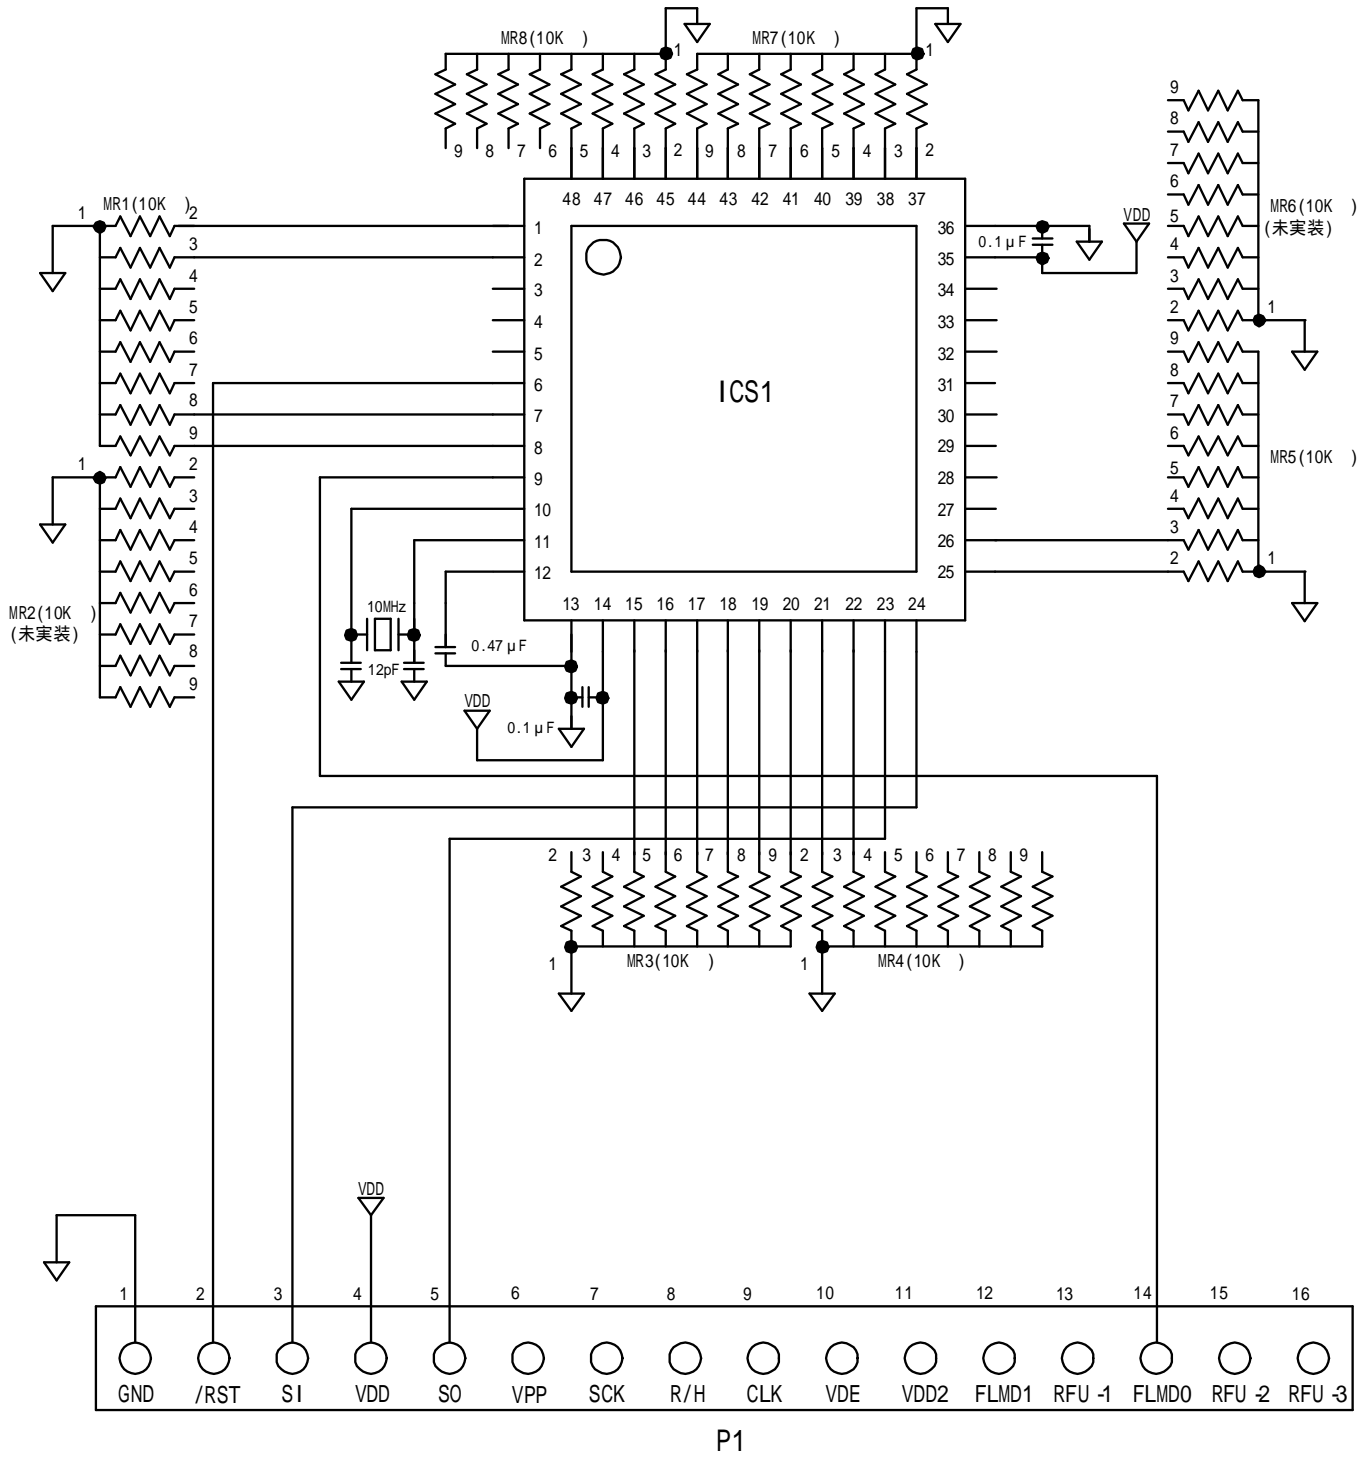 MR8(10K )
1
MR7(10K )
1
9 8 7 6 5 4 3 2 9 8 7 6 5 4 3 2
48 47 46 45 44 43 42 41 40 39 38 37
MR1(10K )
1
2
3
4
5
6
7
8
9
1
2
3
4
5
6
7
8
9
MR2(10K )
(未実装)
1
2
3
4
5
6
7
8
9
10
11
12
ICS1
36
35
34
33
32
31
30
29
28
27
26
25
0.1μF
VDD
9
8
7
6
5
4
3
2
1
MR6(10K )
(未実装)
9
8
7
6
5
4
3
2
1
MR5(10K )
13 14 15 16 17 18 19 20 21 22 23 24
10MHz
12pF
0.47μF
VDD
0.1μF
2 3 4 5 6 7 8 9 2 3 4 5 6 7 8 9
1
MR3(10K )
1
MR4(10K )
VDD
1 2 3 4 5 6 7 8 9 10 11 12 13 14 15 16
GND /RST SI VDD SO VPP SCK R/H CLK VDE VDD2 FLMD1 RFU-1 FLMD0 RFU-2 RFU-3
P1